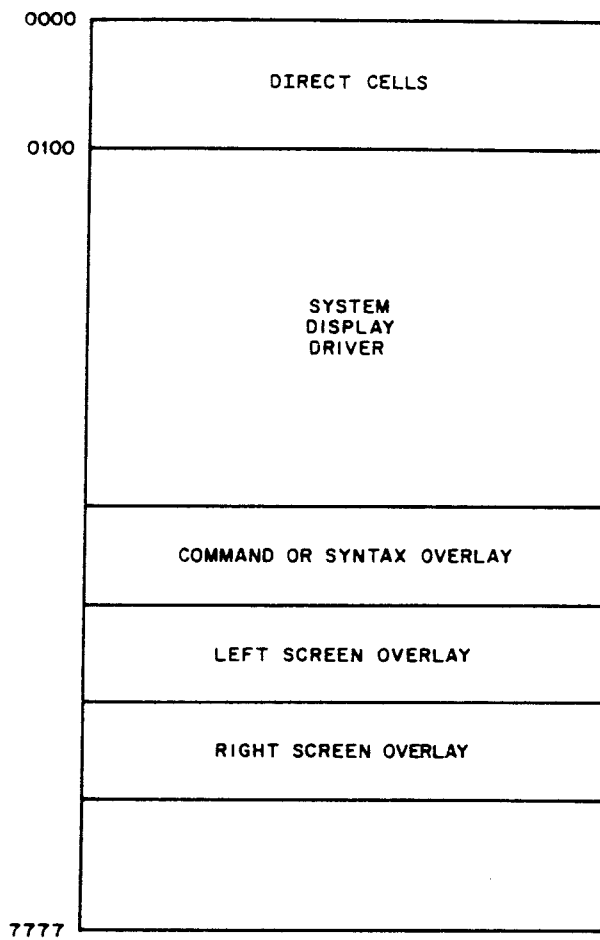 0000
DIRECT CELLS
0100
SYSTEM
DISPLAY
DRIVER
COMMAND OR SYNTAX OVERLAY
LEFT SCREEN OVERLAY
RIGHT SCREEN OVERLAY
7777